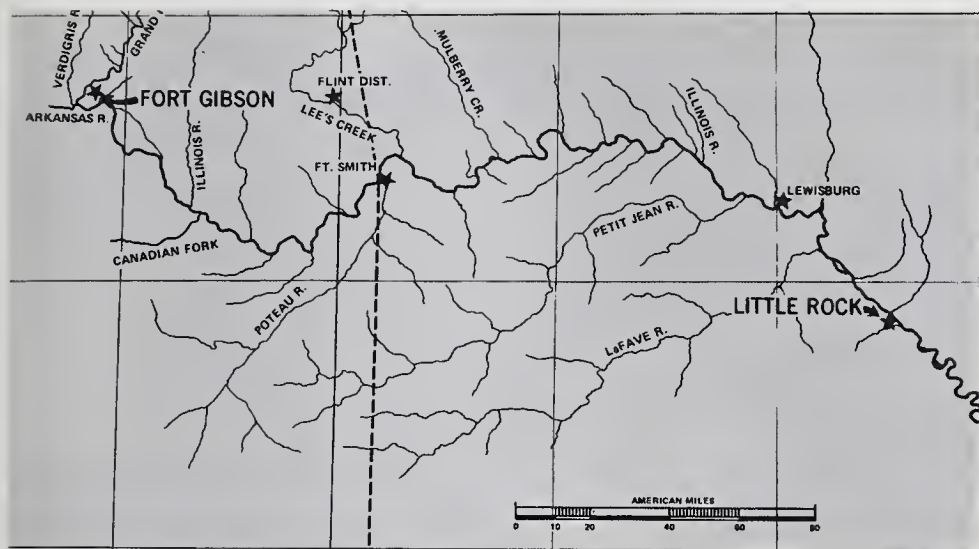 VERDIGRIS R.
GRAND
FORT GIBSON
ARKANSAS R.
ILLINOIS R.
CANADIAN FORK
FLINT DIST.
LEE'S CREEK
FT. SMITH
MULBERRY CR.
ILLINOIS R.
LEWISBURG
PETIT JEAN R.
POTEAU R.
LITTLE ROCK
LaFAVE R.
AMERICAN MILES
0 10 20 40 60 80